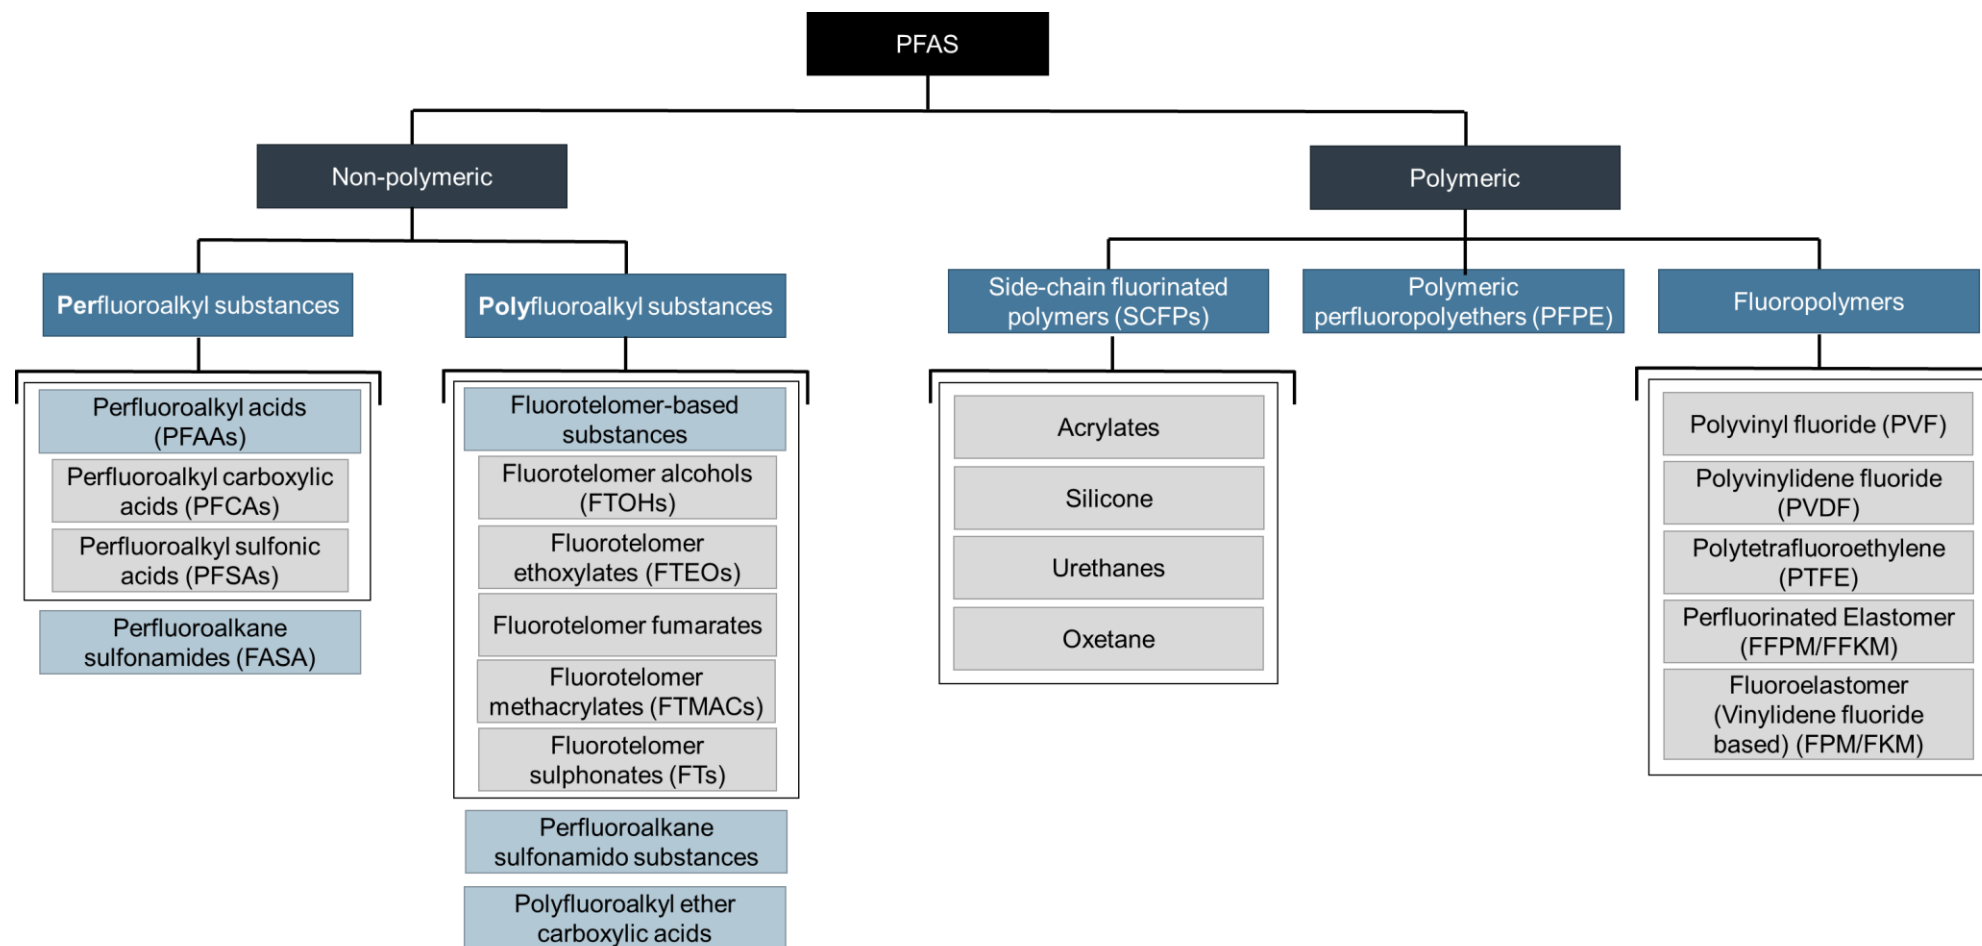 PFAS
Non-polymeric
Polymeric
Perfluoroalkyl substances
Polyfluoroalkyl substances
Side-chain fluorinated
polymers (SCFPs)
Polymeric
perfluoropolyethers (PFPE)
Fluoropolymers
Perfluoroalkyl acids
(PFAAs)
Perfluoroalkyl carboxylic
acids (PFCAs)
Perfluoroalkyl sulfonic
acids (PFSAs)
Perfluoroalkane
sulfonamides (FASA)
Fluorotelomer-based
substances
Fluorotelomer alcohols
(FTOHs)
Fluorotelomer
ethoxylates (FTEOs)
Fluorotelomer fumarates
Fluorotelomer
methacrylates (FTMACs)
Fluorotelomer
sulphonates (FTs)
Perfluoroalkane
sulfonamido substances
Polyfluoroalkyl ether
carboxylic acids
Acrylates
Silicone
Urethanes
Oxetane
Polyvinyl fluoride (PVF)
Polyvinylidene fluoride
(PVDF)
Polytetrafluoroethylene
(PTFE)
Perfluorinated Elastomer
(FFPM/FFKM)
Fluoroelastomer
(Vinylidene fluoride
based) (FPM/FKM)